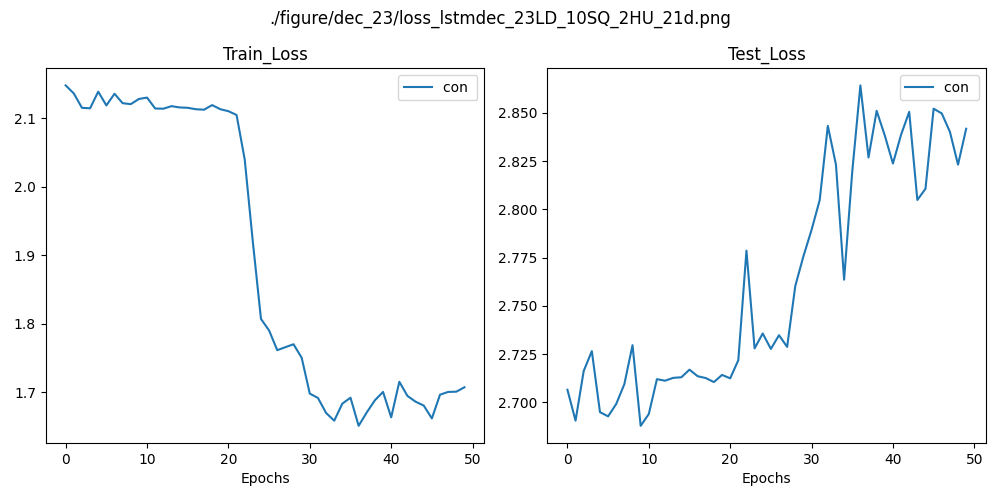 ./figure/dec_23/loss_lstmdec_23LD_10SQ_2HU_21d.png
Train_Loss
con
2.1
2.0
1.9
1.8
1.7
0 10 20 30 40 50
Epochs
Test_Loss
con
2.850
2.825
2.800
2.775
2.750
2.725
2.700
0 10 20 30 40 50
Epochs